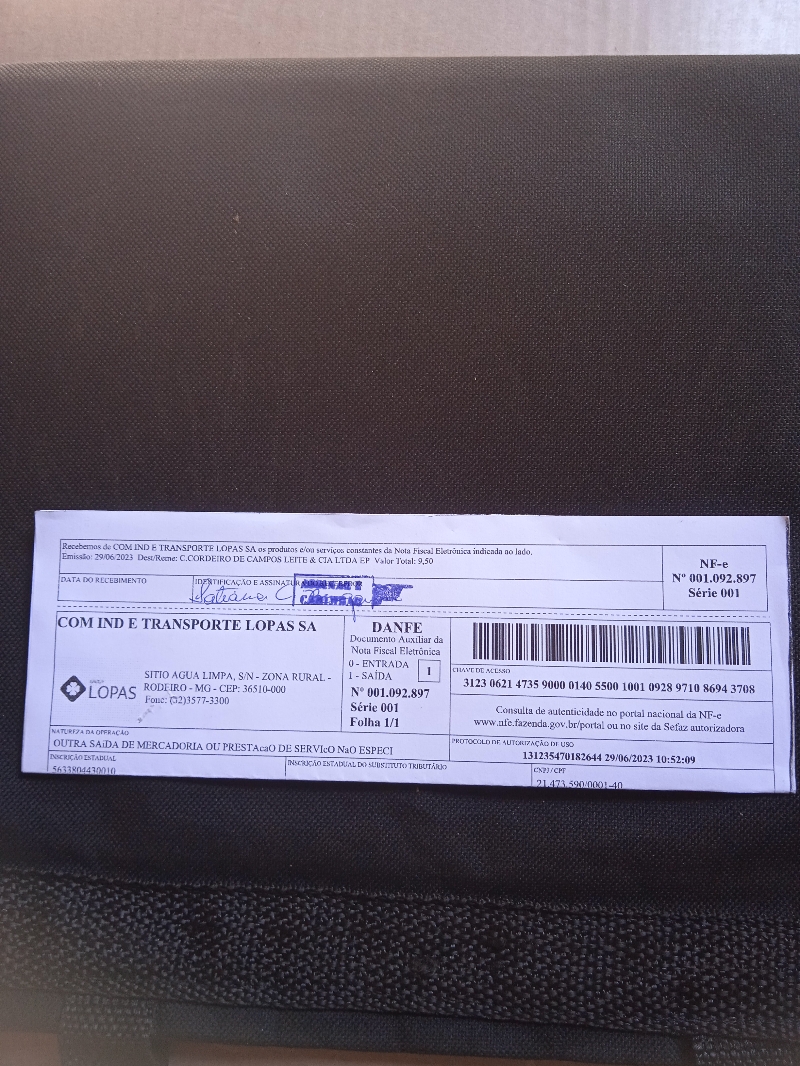 Recebemos de COM IND E TRANSPORTE LOPAS SA os produtos e/ou serviços constantes da Nota Fiscal Eletrônica indicada no lado.
Emissão: 29/06/2023 Dest/Reme: C.CORDEIRO DE CAMPOS LEITE & CIA LTDA EP Valor Total: 9,50
DATA DO RECEBIMENTO
IDENTIFICAÇÃO E ASSINATURA
NF-e
Nº 001.092.897
Série 001
COM IND E TRANSPORTE LOPAS SA
LOPAS
SITIO AGUA LIMPA, S/N - ZONA RURAL -
RODEIRO - MG - CEP: 36510-000
Fone: (32)3577-3300
DANFE
Documento Auxiliar da
Nota Fiscal Eletrônica
0 - ENTRADA
1 - SAÍDA
1
Nº 001.092.897
Série 001
Folha 1/1
CHAVE DE ACESSO
3123 0621 4735 9000 0140 5500 1001 0928 9710 8694 3708
Consulta de autenticidade no portal nacional da NF-e
www.nfe.fazenda.gov.br/portal ou no site da Sefaz autorizadora
NATUREZA DA OPERAÇÃO
OUTRA SAíDA DE MERCADORIA OU PRESTAcaO DE SERVIcO NaO ESPECI
PROTOCOLO DE AUTORIZAÇÃO DE USO
131235470182644 29/06/2023 10:52:09
INSCRIÇÃO ESTADUAL
5633804430010
INSCRIÇÃO ESTADUAL DO SUBSTITUTO TRIBUTÁRIO
CNPJ / CPF
21.473.590/0001-40